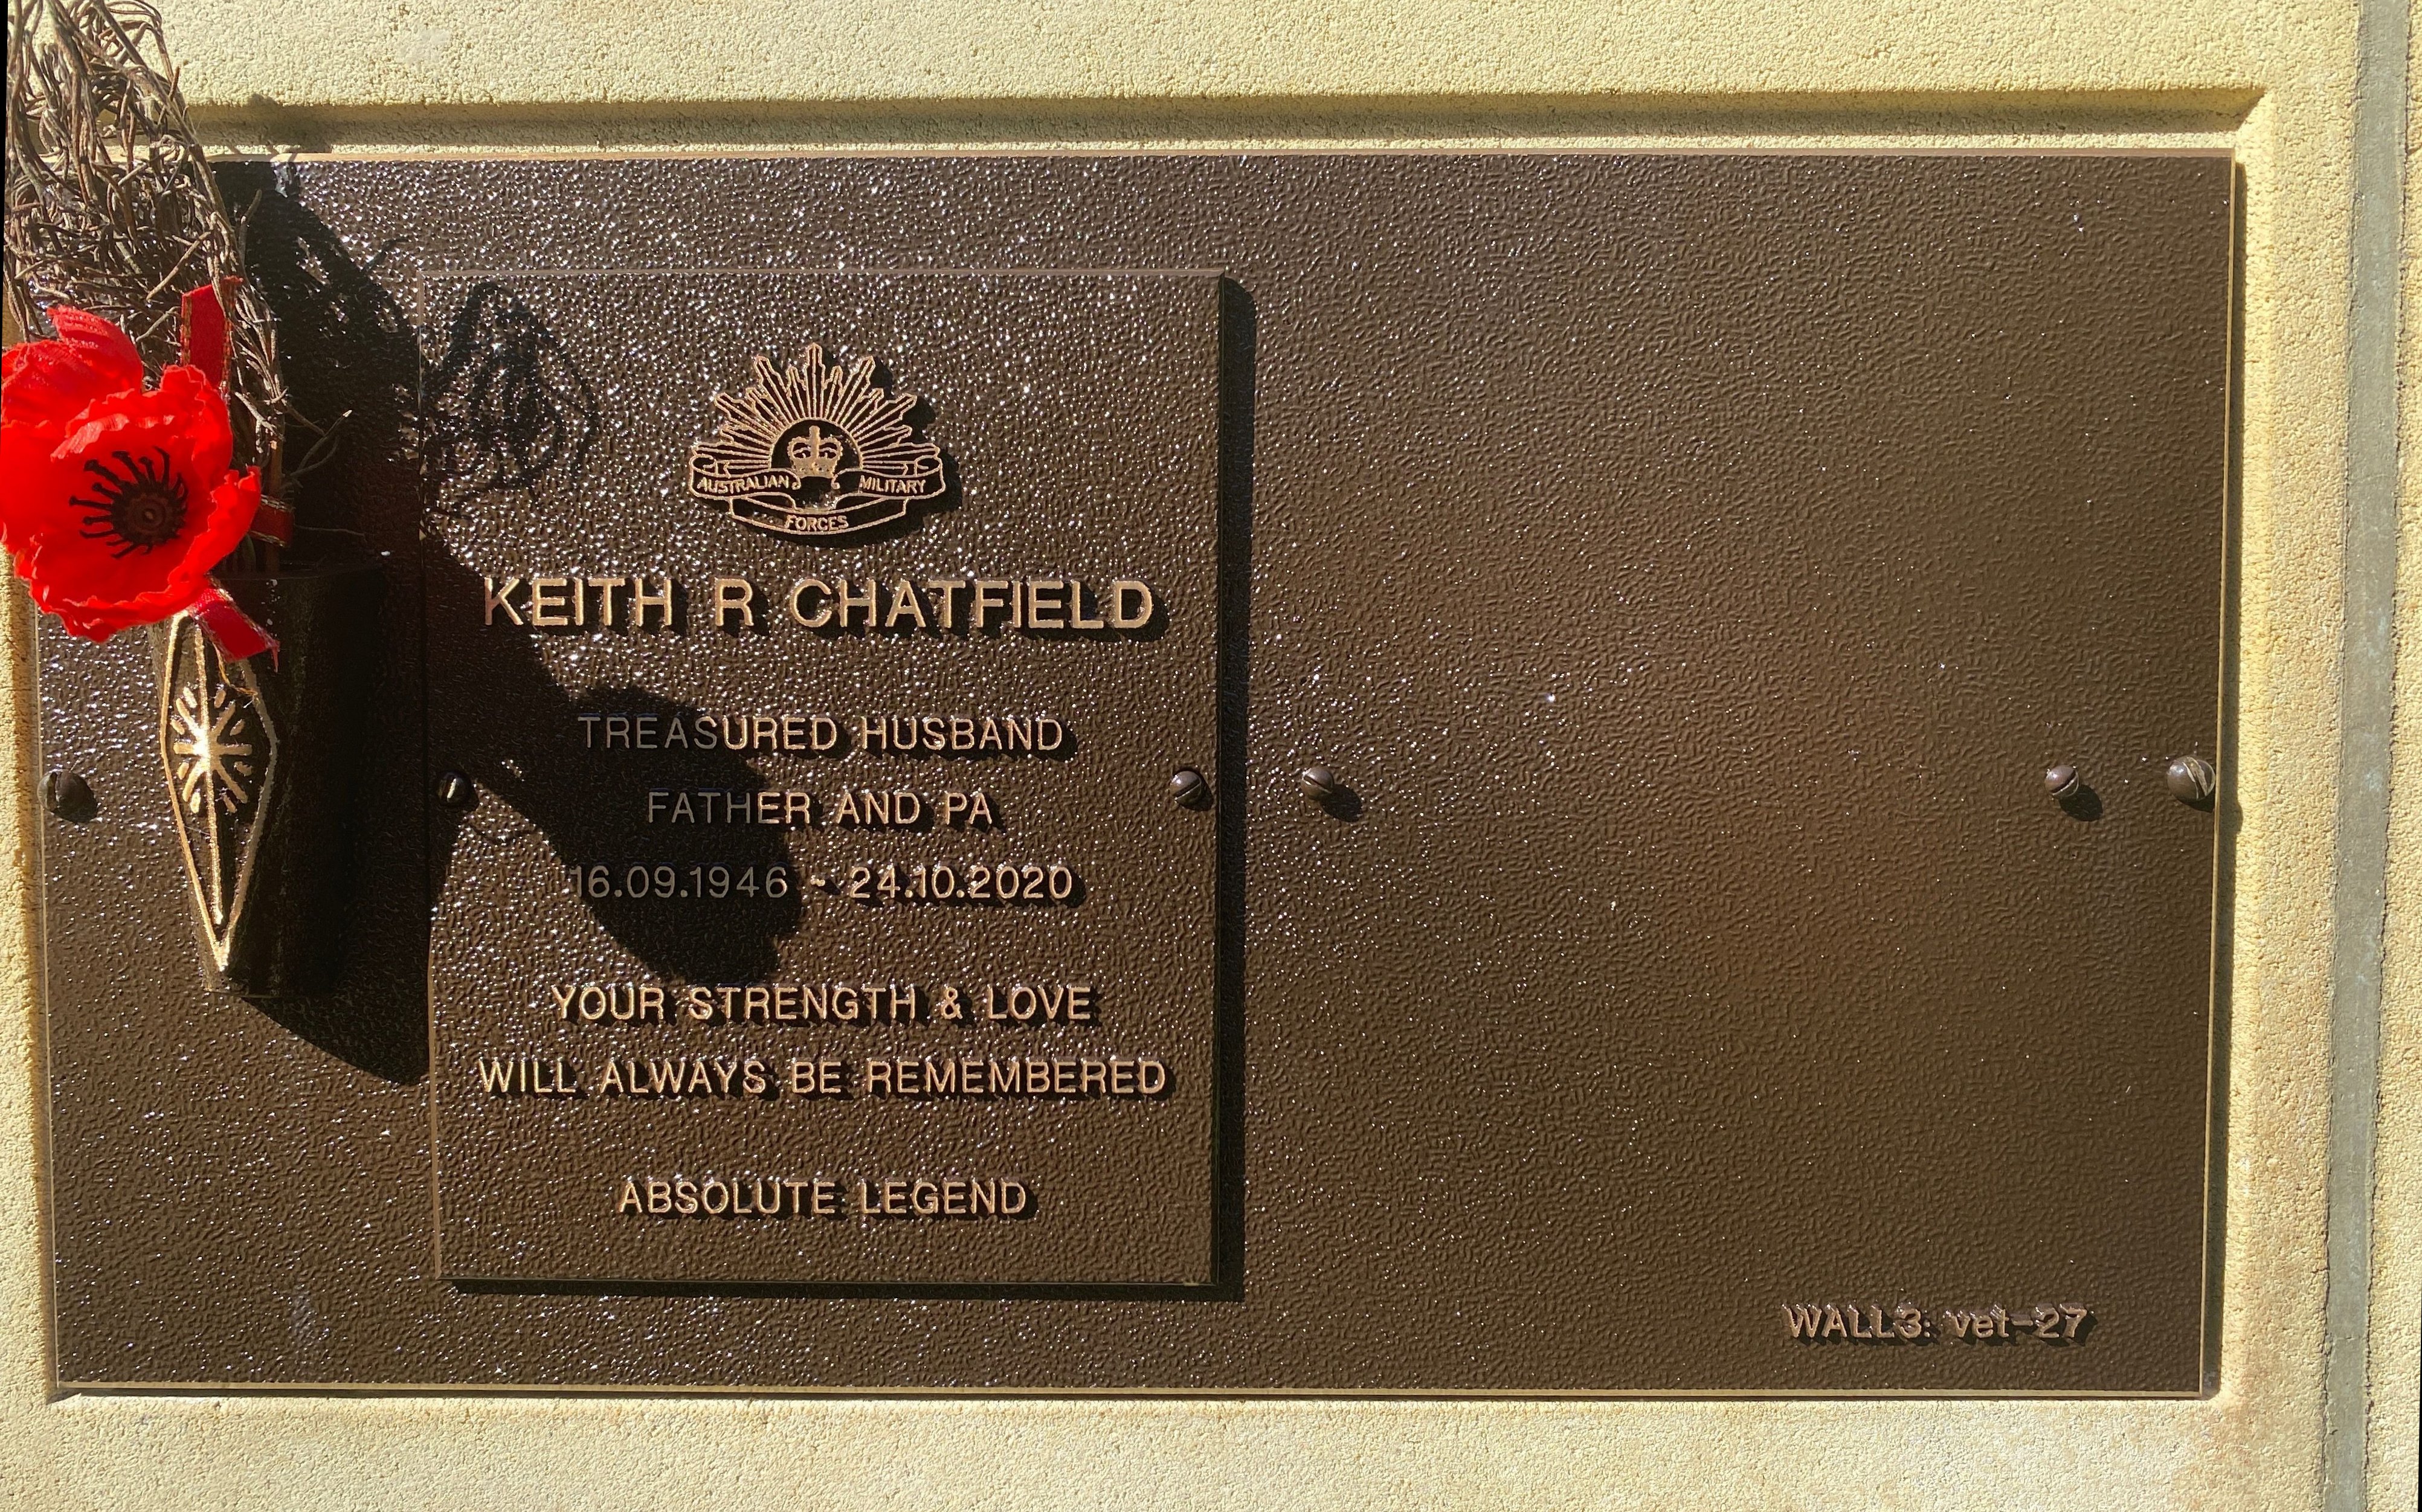 AUSTRALIAN MILITARY
FORCES
KEITH R CHATFIELD
TREASURED HUSBAND
FATHER AND PA
16.09.1946 - 24.10.2020
YOUR STRENGTH & LOVE
WILL ALWAYS BE REMEMBERED
ABSOLUTE LEGEND
WALL3: vet-27